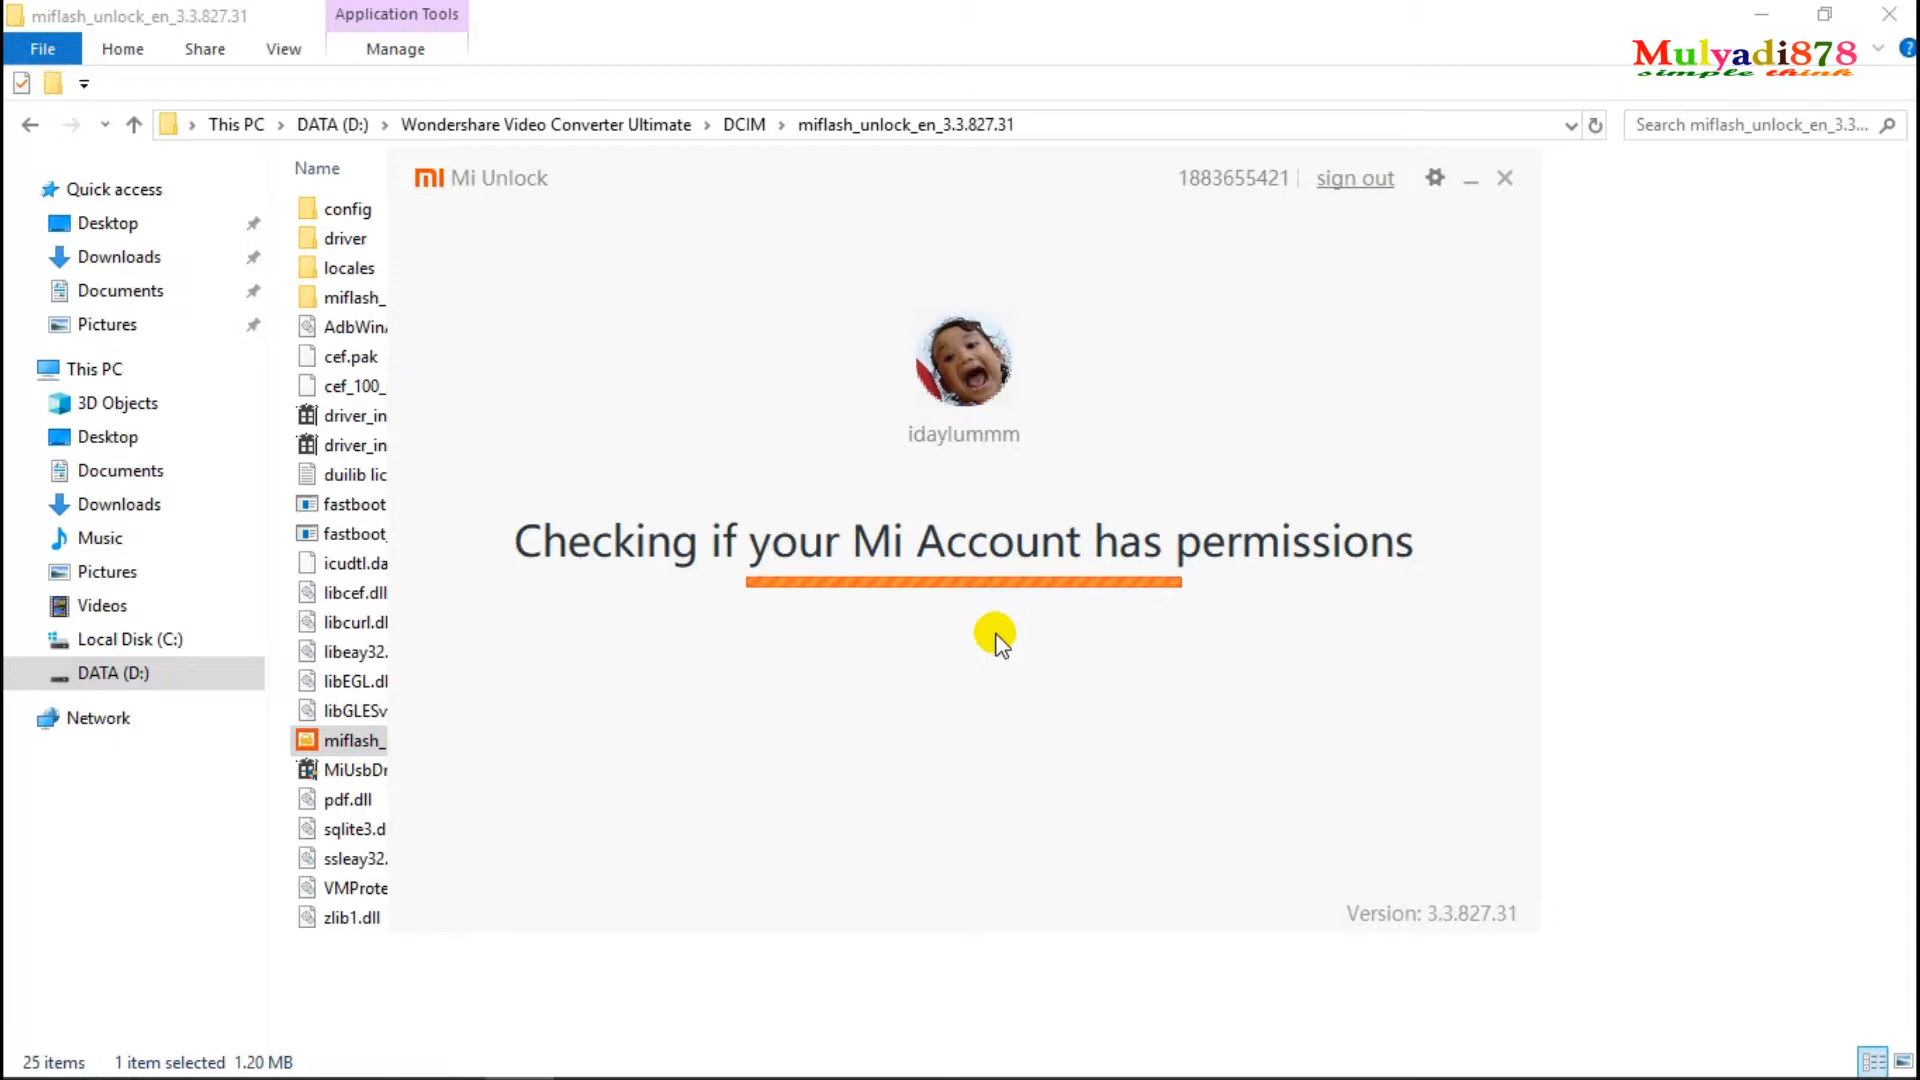 miflash_unlock_en_3.3.827.31
Application Tools
File
Home
Share
View
Manage
Mulyadi878
simple think
This PC
DATA (D:)
Wondershare Video Converter Ultimate
DCIM
miflash_unlock_en_3.3.827.31
Search miflash_unlock_en_3.3...
Quick access
Desktop
Downloads
Documents
Pictures
This PC
3D Objects
Desktop
Documents
Downloads
Music
Pictures
Videos
Local Disk (C:)
DATA (D:)
Network
Name
config
driver
locales
miflash_
AdbWin
cef.pak
cef_100_
driver_in
driver_in
duilib lic
fastboot
fastboot_
icudtl.da
libcef.dll
libcurl.dl
libeay32.
libEGL.dl
libGLESv
miflash_
MiUsbDr
pdf.dll
sqlite3.d
ssleay32.
VMProte
zlib1.dll
mi Mi Unlock
1883655421
sign out
idaylummm
Checking if your Mi Account has permissions
Version: 3.3.827.31
25 items
1 item selected 1.20 MB